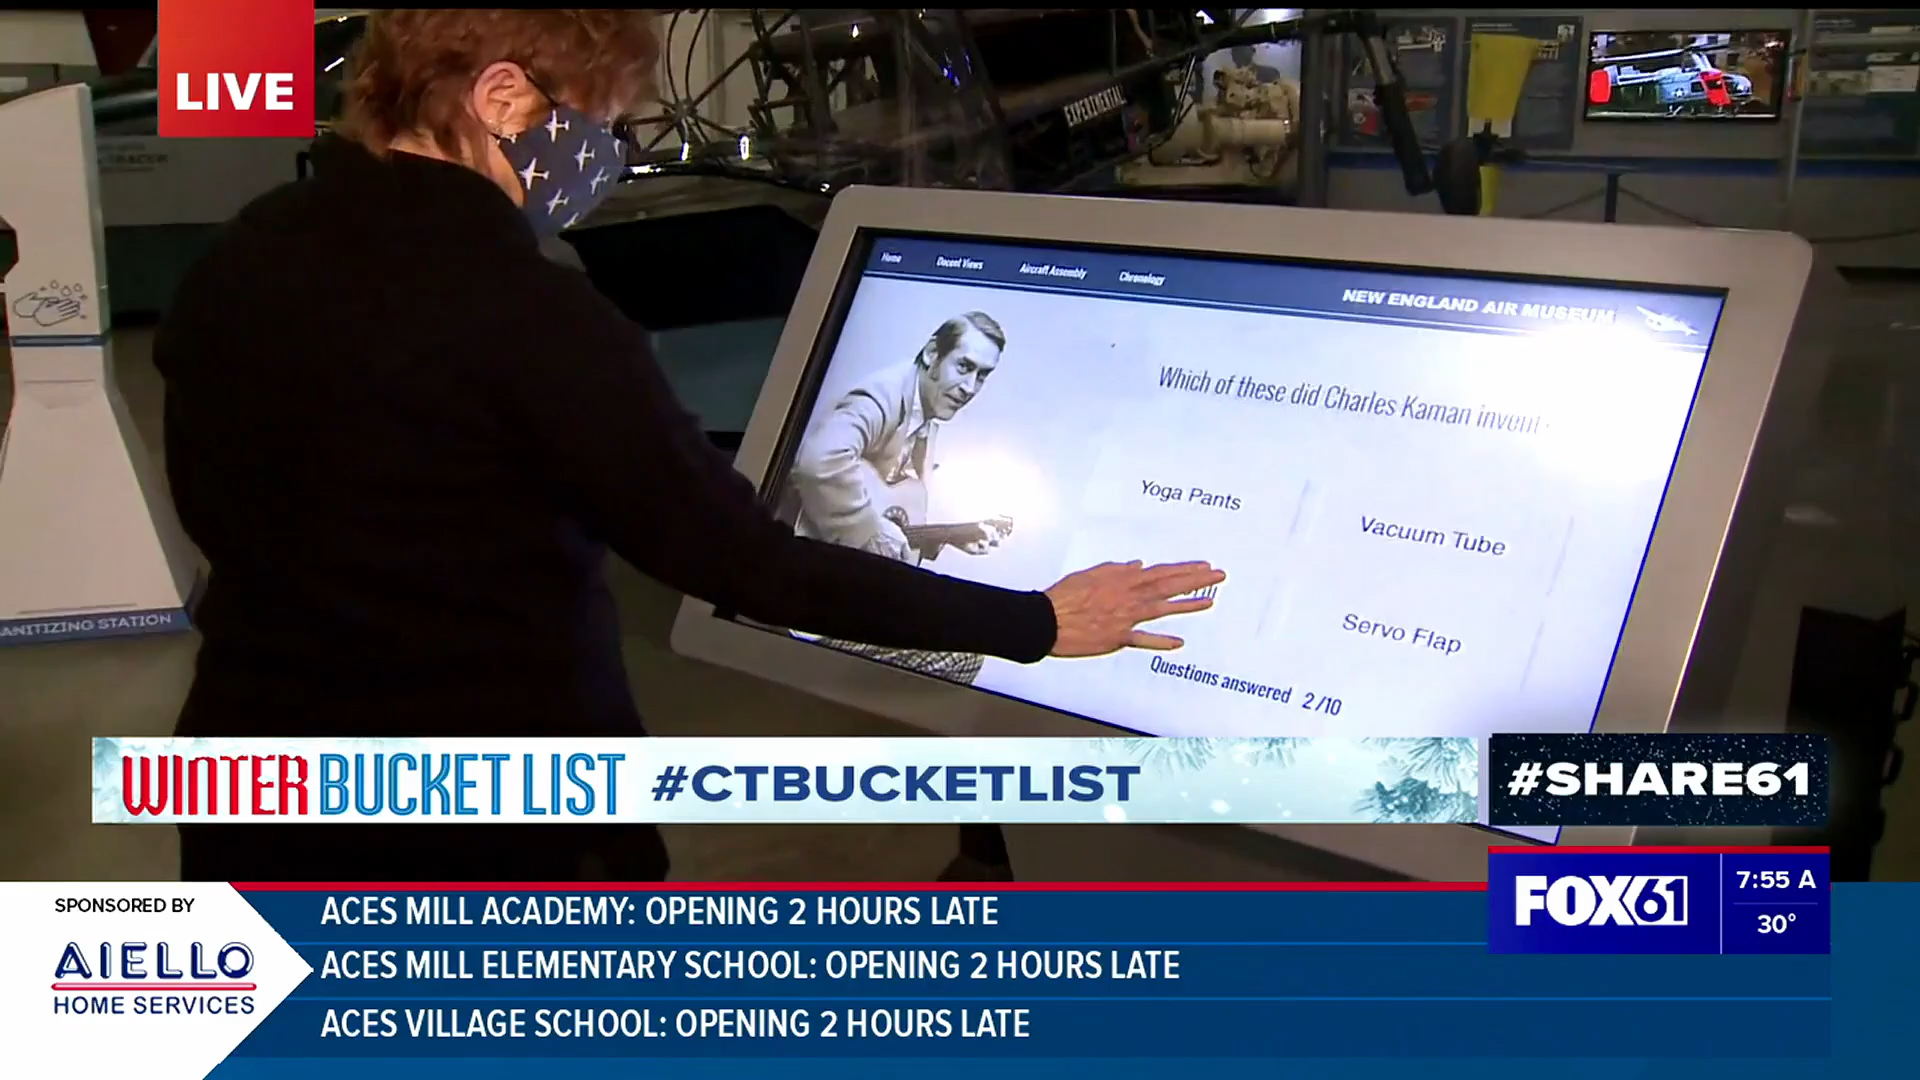 LIVE
EXPERIMENTAL
Home Docent Views Aircraft Assembly Chronology
NEW ENGLAND AIR MUSEUM
Which of these did Charles Kaman invent
Yoga Pants
Vacuum Tube
Servo Flap
Questions answered 2/10
ANITIZING STATION
WINTER BUCKET LIST #CTBUCKETLIST
#SHARE61
FOX61
7:55 A
30°
SPONSORED BY
AIELLO
HOME SERVICES
ACES MILL ACADEMY: OPENING 2 HOURS LATE
ACES MILL ELEMENTARY SCHOOL: OPENING 2 HOURS LATE
ACES VILLAGE SCHOOL: OPENING 2 HOURS LATE